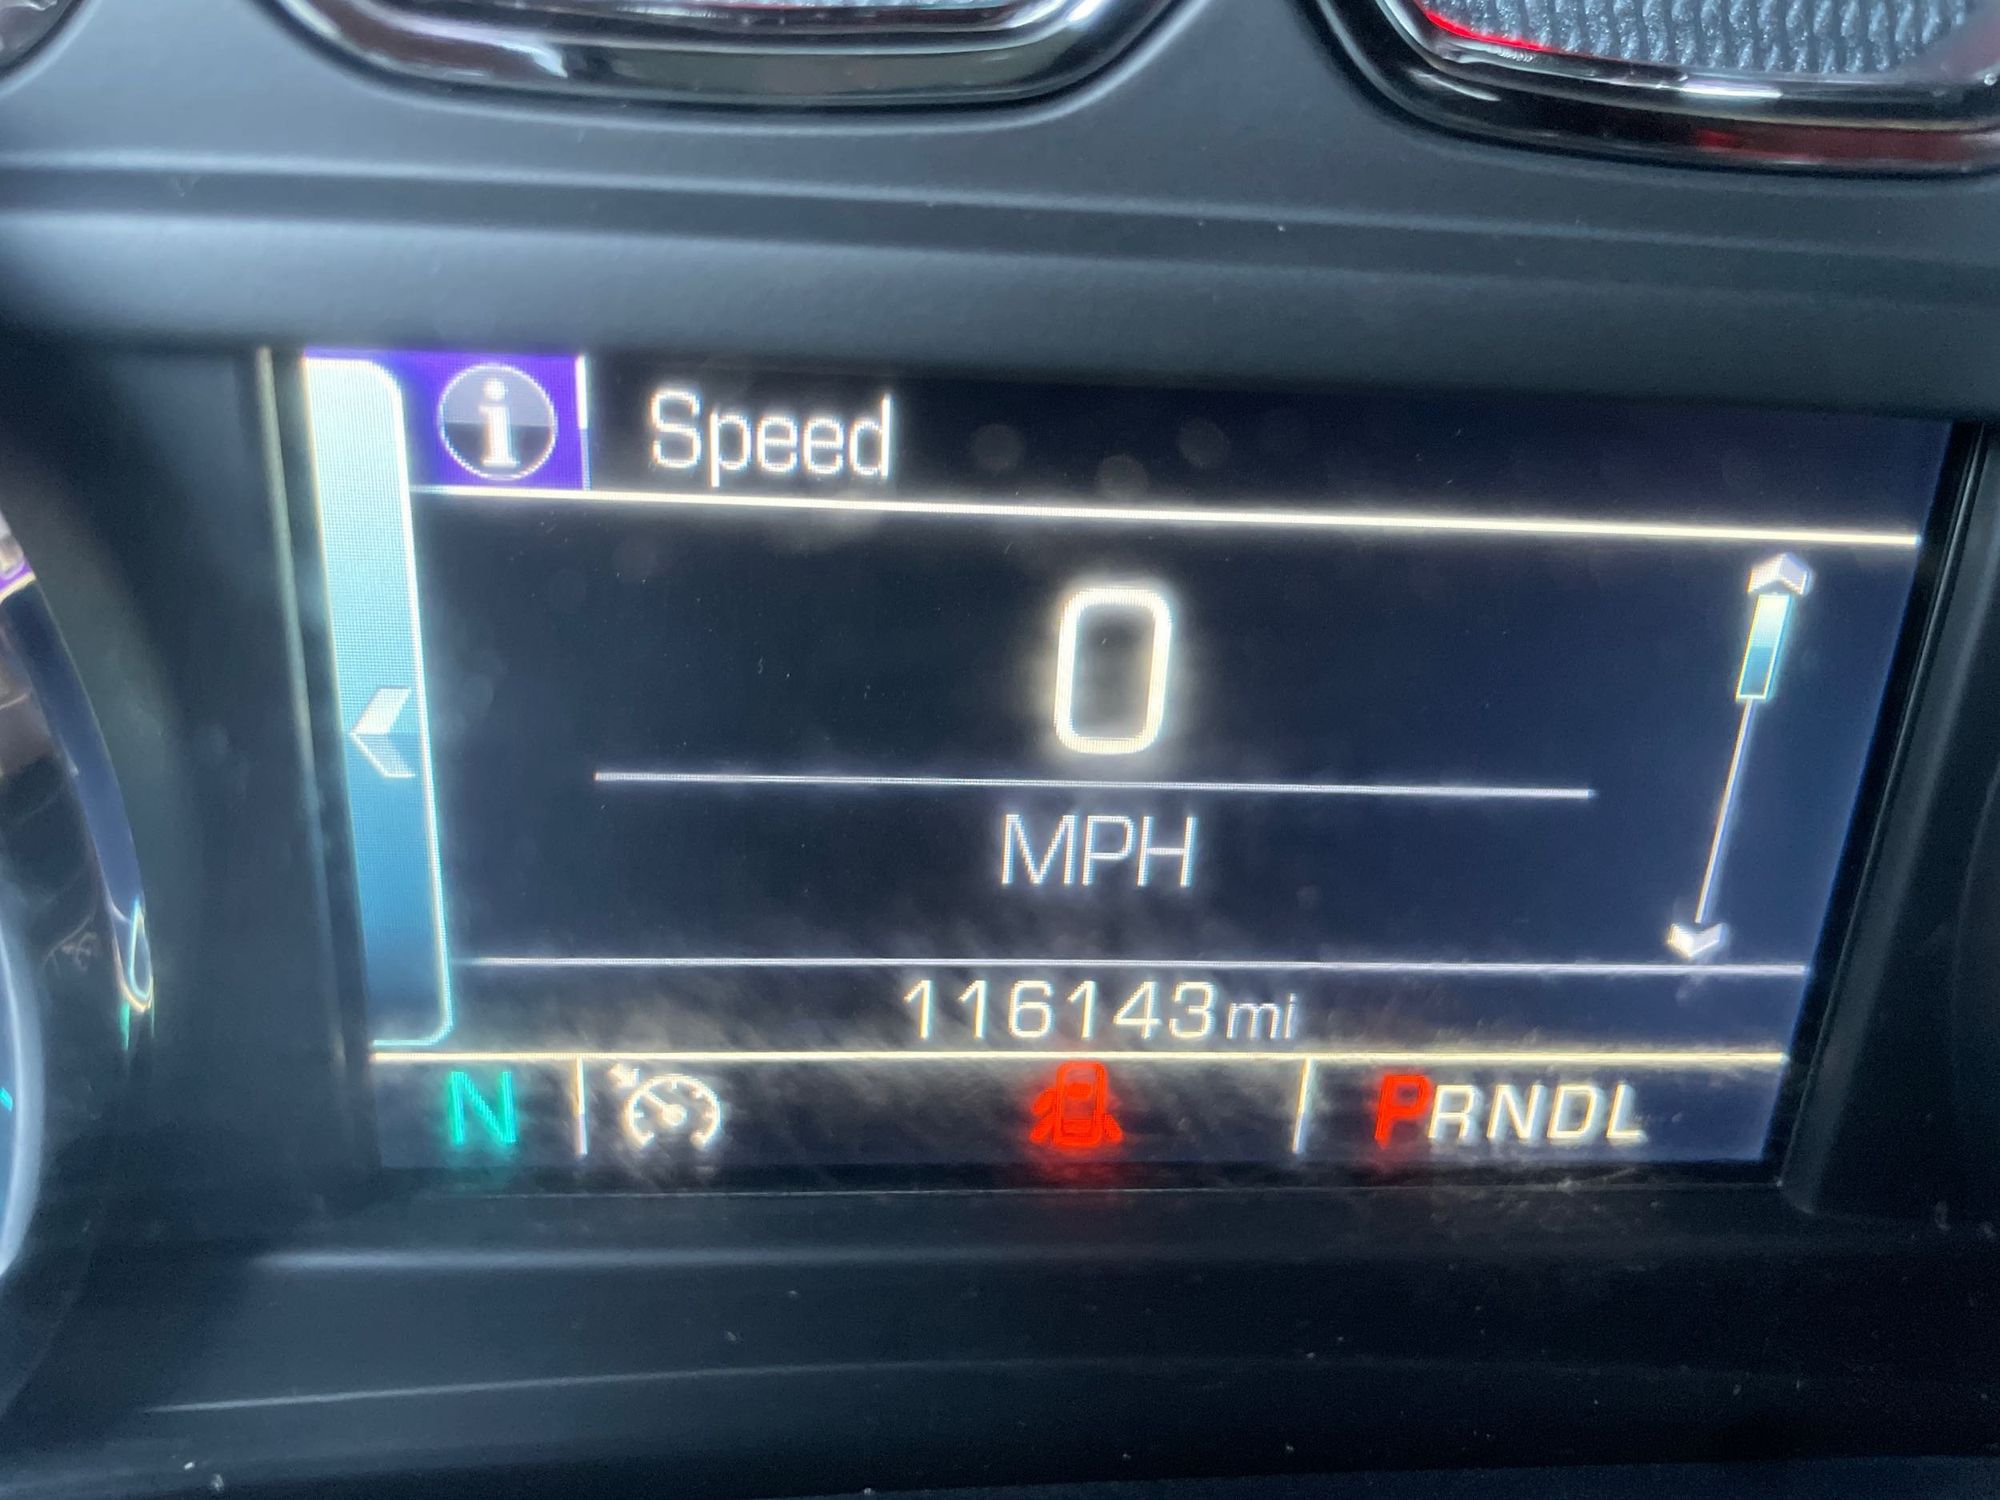 i Speed
0
MPH
116143mi
N PRNDL